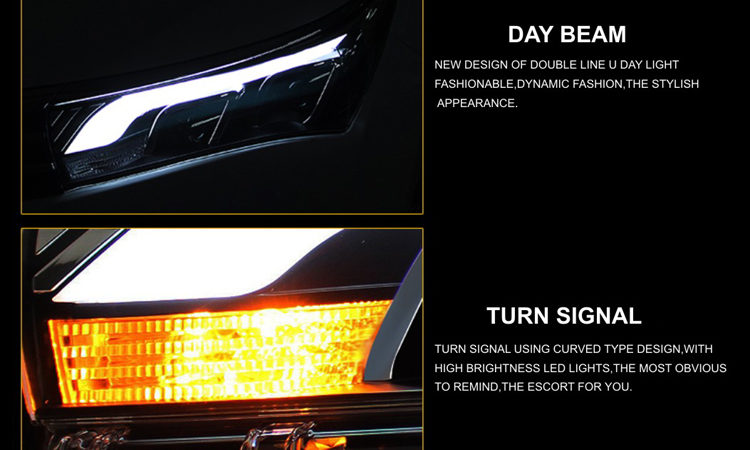 DAY BEAM
NEW DESIGN OF DOUBLE LINE U DAY LIGHT
FASHIONABLE,DYNAMIC FASHION,THE STYLISH
APPEARANCE.
TURN SIGNAL
TURN SIGNAL USING CURVED TYPE DESIGN,WITH
HIGH BRIGHTNESS LED LIGHTS,THE MOST OBVIOUS
TO REMIND,THE ESCORT FOR YOU.